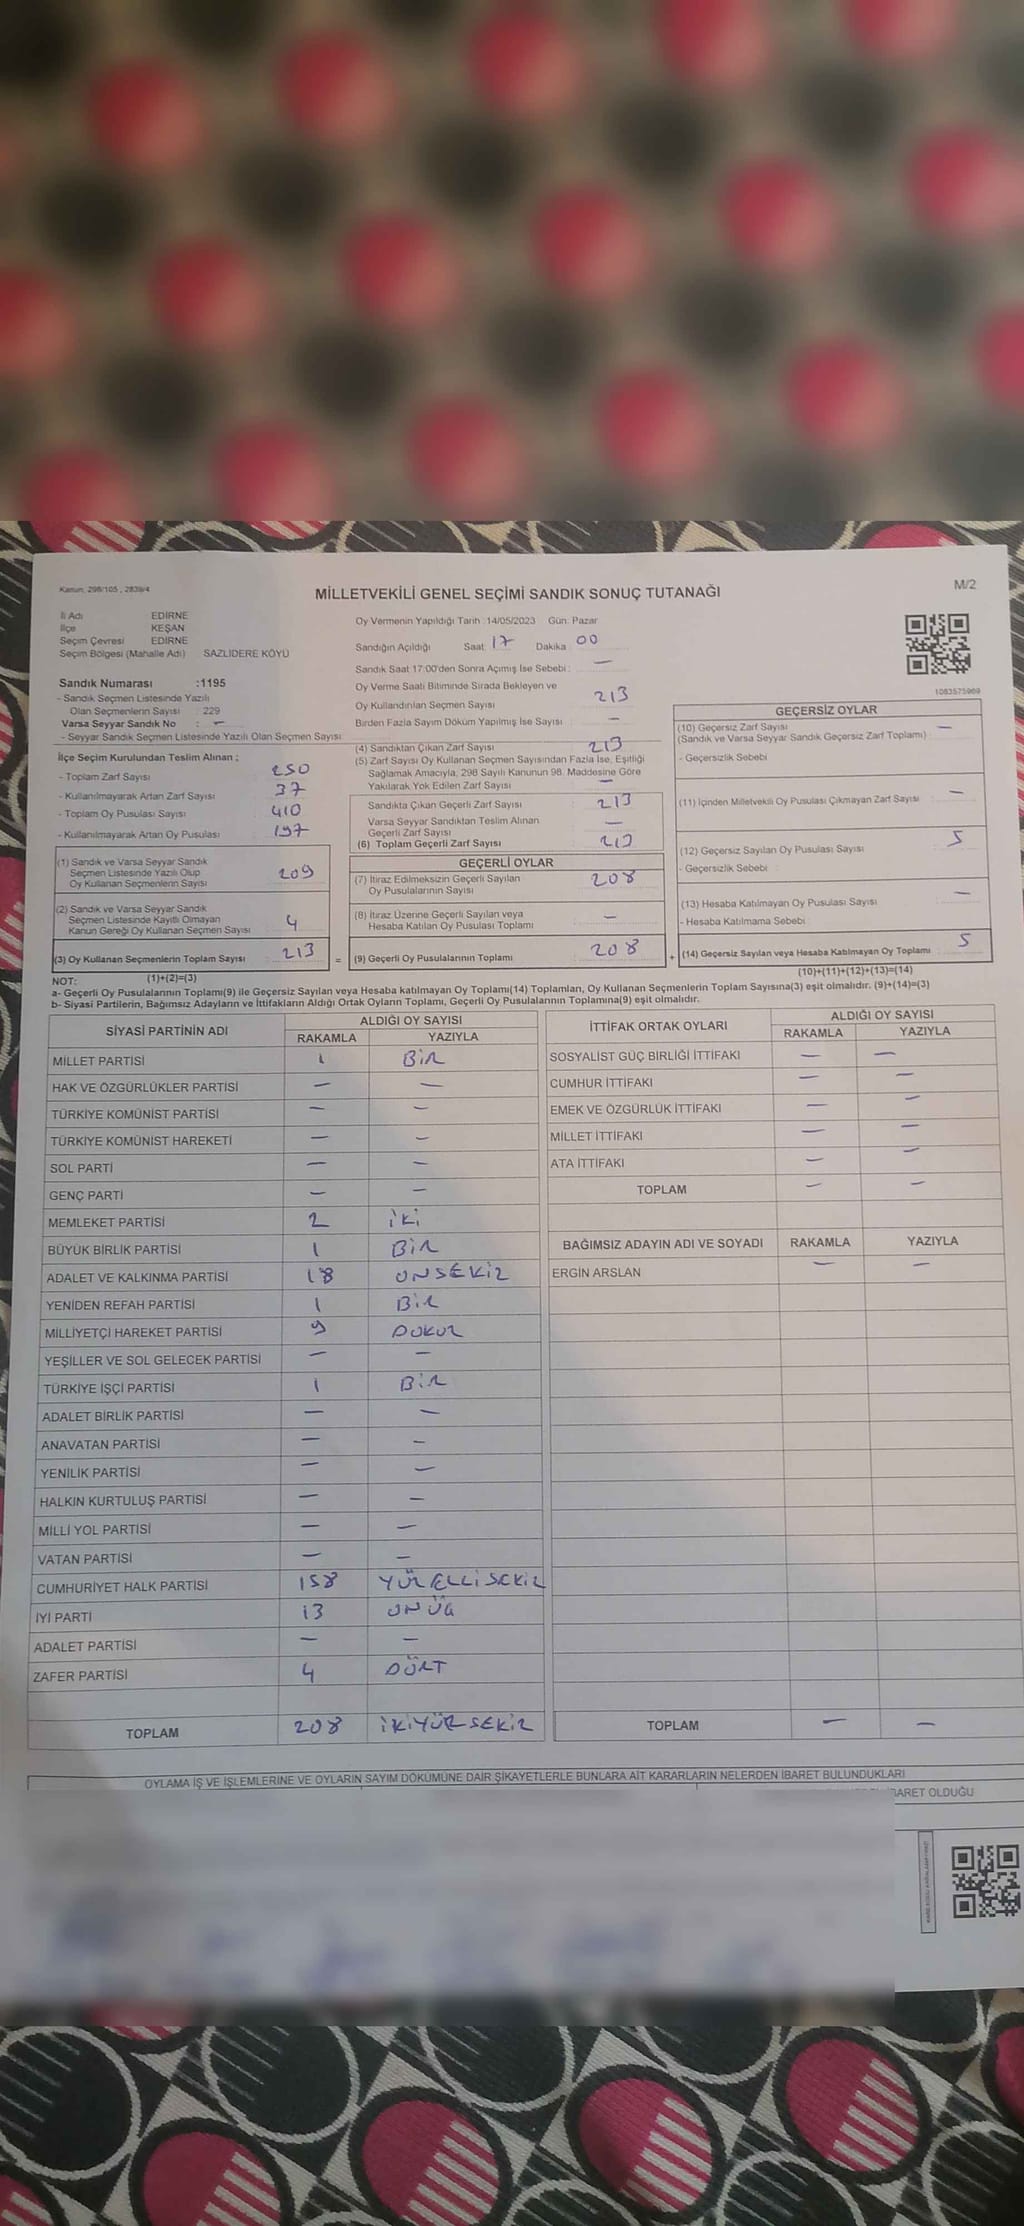 Kanun: 298/105, 2839/4
MİLLETVEKİLİ GENEL SEÇİMİ SANDIK SONUÇ TUTANAĞI
M/2
İl Adı EDİRNE
İlçe KEŞAN
Seçim Çevresi EDİRNE
Seçim Bölgesi (Mahalle Adı) SAZLIDERE KÖYÜ
Sandık Numarası :1195
- Sandık Seçmen Listesinde Yazılı
Olan Seçmenlerin Sayısı : 229
Varsa Seyyar Sandık No : —
- Seyyar Sandık Seçmen Listesinde Yazılı Olan Seçmen Sayısı
Oy Vermenin Yapıldığı Tarih :14/05/2023 Gün: Pazar
Sandığın Açıldığı Saat: 17 Dakika 00
Sandık Saat 17:00'den Sonra Açımış İse Sebebi : —
Oy Verme Saati Bitiminde Sırada Bekleyen ve
Oy Kullandırılan Seçmen Sayısı 213
Birden Fazla Sayım Döküm Yapılmış İse Sayısı : —
1083575969
İlçe Seçim Kurulundan Teslim Alınan ;
- Toplam Zarf Sayısı 250
- Kullanılmayarak Artan Zarf Sayısı : 37
- Toplam Oy Pusulası Sayısı : 410
- Kullanılmayarak Artan Oy Pusulası : 197
(1) Sandık ve Varsa Seyyar Sandık
Seçmen Listesinde Yazılı Olup
Oy Kullanan Seçmenlerin Sayısı 209
(2) Sandık ve Varsa Seyyar Sandık
Seçmen Listesinde Kayıtlı Olmayan
Kanun Gereği Oy Kullanan Seçmen Sayısı 4
(3) Oy Kullanan Seçmenlerin Toplam Sayısı 213 =
(4) Sandıktan Çıkan Zarf Sayısı 213
(5) Zarf Sayısı Oy Kullanan Seçmen Sayısından Fazla İse, Eşitliği
Sağlamak Amacıyla, 298 Sayılı Kanunun 98. Maddesine Göre
Yakılarak Yok Edilen Zarf Sayısı —
Sandıkta Çıkan Geçerli Zarf Sayısı : 213
Varsa Seyyar Sandıktan Teslim Alınan
Geçerli Zarf Sayısı —
(6) Toplam Geçerli Zarf Sayısı 213
GEÇERLİ OYLAR
(7) İtiraz Edilmeksizin Geçerli Sayılan
Oy Pusulalarının Sayısı 208
(8) İtiraz Üzerine Geçerli Sayılan veya
Hesaba Katılan Oy Pusulası Toplamı —
(9) Geçerli Oy Pusulalarının Toplamı : 208 +
GEÇERSİZ OYLAR
(10) Geçersiz Zarf Sayısı —
(Sandık ve Varsa Seyyar Sandık Geçersiz Zarf Toplamı)
- Geçersizlik Sebebi
(11) İçinden Milletvekili Oy Pusulası Çıkmayan Zarf Sayısı —
(12) Geçersiz Sayılan Oy Pusulası Sayısı 5
- Geçersizlik Sebebi :
(13) Hesaba Katılmayan Oy Pusulası Sayısı —
- Hesaba Katılmama Sebebi
(14) Geçersiz Sayılan veya Hesaba Katılmayan Oy Toplamı 5
NOT: (1)+(2)=(3)
(10)+(11)+(12)+(13)=(14)
a- Geçerli Oy Pusulalarının Toplamı(9) ile Geçersiz Sayılan veya Hesaba katılmayan Oy Toplamı(14) Toplamları, Oy Kullanan Seçmenlerin Toplam Sayısına(3) eşit olmalıdır. (9)+(14)=(3)
b- Siyasi Partilerin, Bağımsız Adayların ve İttifakların Aldığı Ortak Oyların Toplamı, Geçerli Oy Pusulalarının Toplamına(9) eşit olmalıdır.
SİYASİ PARTİNİN ADI ALDIĞI OY SAYISI
RAKAMLA YAZIYLA
MİLLET PARTİSİ 1 BİR
HAK VE ÖZGÜRLÜKLER PARTİSİ — —
TÜRKİYE KOMÜNİST PARTİSİ — —
TÜRKİYE KOMÜNİST HAREKETİ — —
SOL PARTİ — —
GENÇ PARTİ — —
MEMLEKET PARTİSİ 2 İKİ
BÜYÜK BİRLİK PARTİSİ 1 BİR
ADALET VE KALKINMA PARTİSİ 18 ONSEKİZ
YENİDEN REFAH PARTİSİ 1 BİR
MİLLİYETÇİ HAREKET PARTİSİ 9 DOKUZ
YEŞİLLER VE SOL GELECEK PARTİSİ — —
TÜRKİYE İŞÇİ PARTİSİ 1 BİR
ADALET BİRLİK PARTİSİ — —
ANAVATAN PARTİSİ — —
YENİLİK PARTİSİ — —
HALKIN KURTULUŞ PARTİSİ — —
MİLLİ YOL PARTİSİ — —
VATAN PARTİSİ — —
CUMHURİYET HALK PARTİSİ 158 YÜZELLİSEKİZ
İYİ PARTİ 13 ONÜÇ
ADALET PARTİSİ — —
ZAFER PARTİSİ 4 DÖRT
TOPLAM 208 İKİYÜZSEKİZ
İTTİFAK ORTAK OYLARI ALDIĞI OY SAYISI
RAKAMLA YAZIYLA
SOSYALİST GÜÇ BİRLİĞİ İTTİFAKI — —
CUMHUR İTTİFAKI — —
EMEK VE ÖZGÜRLÜK İTTİFAKI — —
MİLLET İTTİFAKI — —
ATA İTTİFAKI — —
TOPLAM — —
BAĞIMSIZ ADAYIN ADI VE SOYADI RAKAMLA YAZIYLA
ERGİN ARSLAN — —
TOPLAM — —
OYLAMA İŞ VE İŞLEMLERİNE VE OYLARIN SAYIM DÖKÜMÜNE DAİR ŞİKAYETLERLE BUNLARA AİT KARARLARIN NELERDEN İBARET BULUNDUKLARI
BARET OLDUĞU